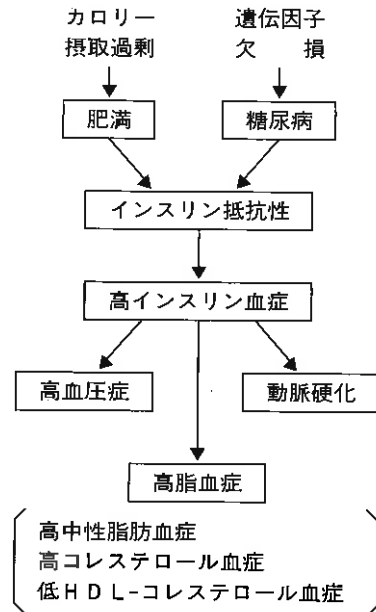 カロリー
摂取過剰
遺伝因子
欠　損
肥満
糖尿病
インスリン抵抗性
高インスリン血症
高血圧症
動脈硬化
高脂血症
高中性脂肪血症
高コレステロール血症
低HDL-コレステロール血症